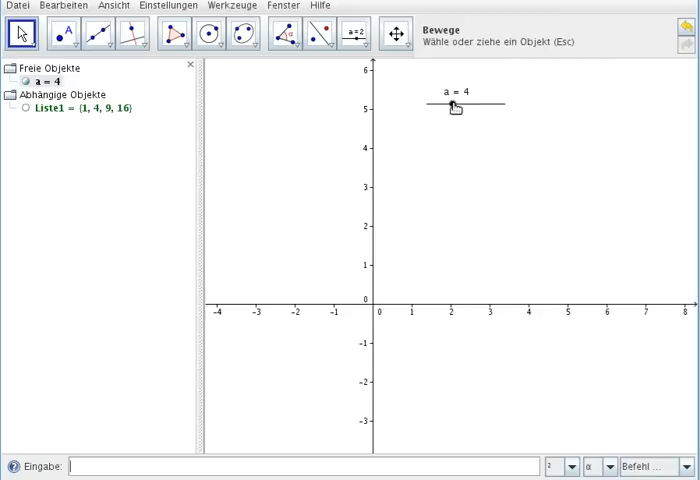 Datei Bearbeiten Ansicht Einstellungen Werkzeuge Fenster Hilfe
A
α
a=2
Bewege
Wähle oder ziehe ein Objekt (Esc)
Freie Objekte
a = 4
Abhängige Objekte
Liste1 = {1, 4, 9, 16}
a = 4
6
5
4
3
2
1
0
-4 -3 -2 -1 0 1 2 3 4 5 6 7 8
-1
-2
-3
Eingabe: ² α Befehl ...